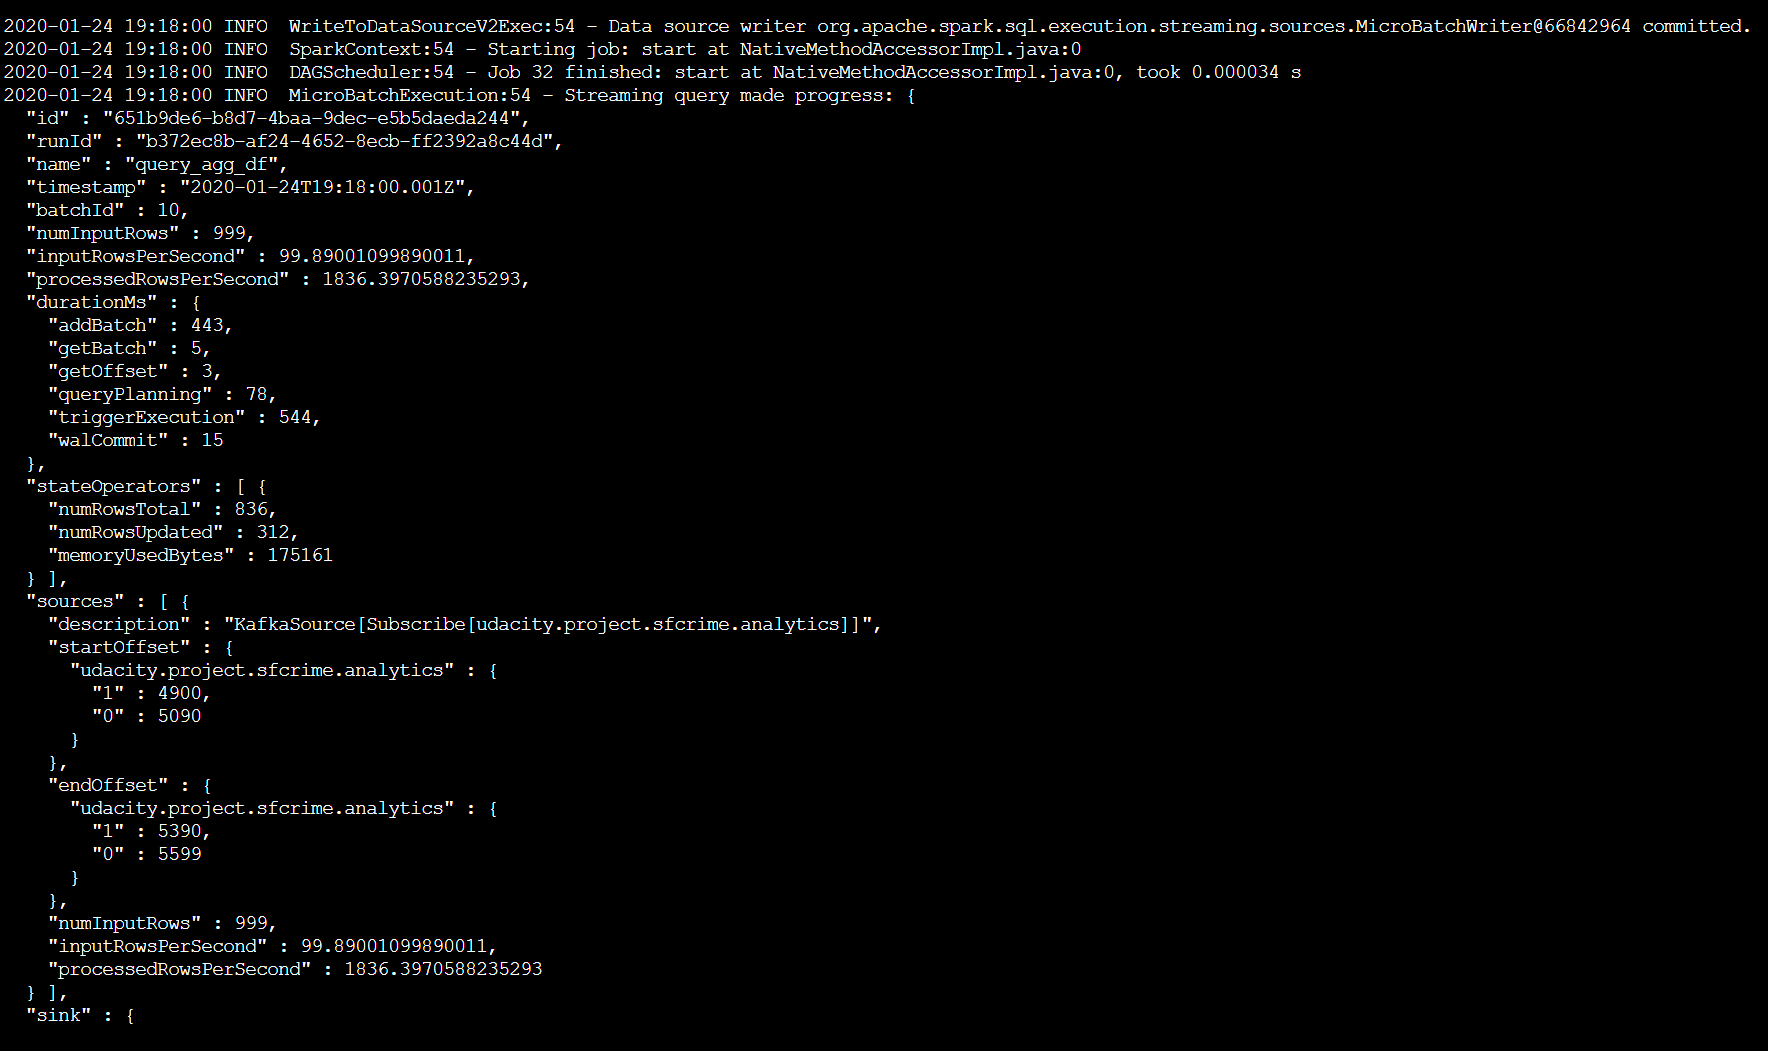 2020-01-24 19:18:00 INFO  WriteToDataSourceV2Exec:54 - Data source writer org.apache.spark.sql.execution.streaming.sources.MicroBatchWriter@66842964 committed.
2020-01-24 19:18:00 INFO  SparkContext:54 - Starting job: start at NativeMethodAccessorImpl.java:0
2020-01-24 19:18:00 INFO  DAGScheduler:54 - Job 32 finished: start at NativeMethodAccessorImpl.java:0, took 0.000034 s
2020-01-24 19:18:00 INFO  MicroBatchExecution:54 - Streaming query made progress: {
  "id" : "651b9de6-b8d7-4baa-9dec-e5b5daeda244",
  "runId" : "b372ec8b-af24-4652-8ecb-ff2392a8c44d",
  "name" : "query_agg_df",
  "timestamp" : "2020-01-24T19:18:00.001Z",
  "batchId" : 10,
  "numInputRows" : 999,
  "inputRowsPerSecond" : 99.89001099890011,
  "processedRowsPerSecond" : 1836.3970588235293,
  "durationMs" : {
    "addBatch" : 443,
    "getBatch" : 5,
    "getOffset" : 3,
    "queryPlanning" : 78,
    "triggerExecution" : 544,
    "walCommit" : 15
  },
  "stateOperators" : [ {
    "numRowsTotal" : 836,
    "numRowsUpdated" : 312,
    "memoryUsedBytes" : 175161
  } ],
  "sources" : [ {
    "description" : "KafkaSource[Subscribe[udacity.project.sfcrime.analytics]]",
    "startOffset" : {
      "udacity.project.sfcrime.analytics" : {
        "1" : 4900,
        "0" : 5090
      }
    },
    "endOffset" : {
      "udacity.project.sfcrime.analytics" : {
        "1" : 5390,
        "0" : 5599
      }
    },
    "numInputRows" : 999,
    "inputRowsPerSecond" : 99.89001099890011,
    "processedRowsPerSecond" : 1836.3970588235293
  } ],
  "sink" : {